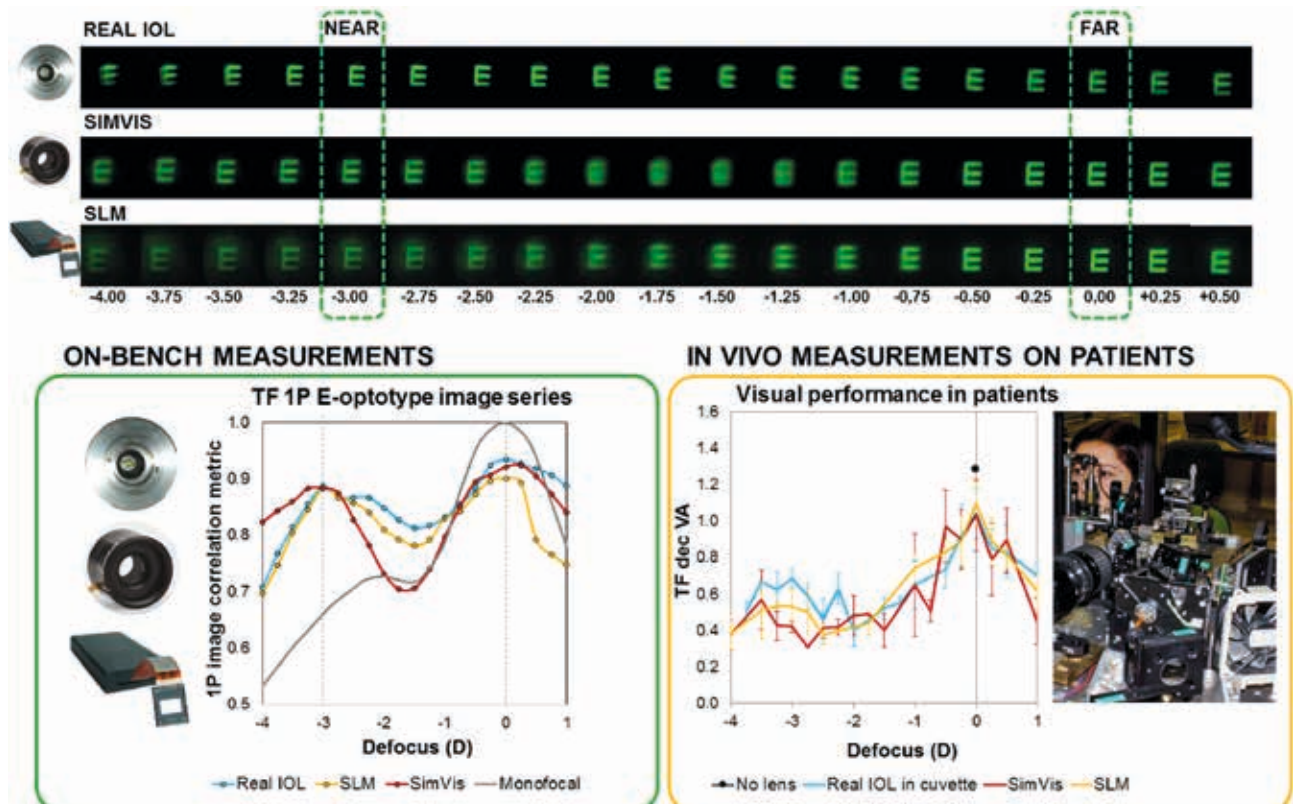 REAL IOL NEAR FAR
SIMVIS
SLM
-4.00 -3.75 -3.50 -3.25 -3.00 -2.75 -2.50 -2.25 -2.00 -1.75 -1.50 -1.25 -1.00 -0,75 -0.50 -0.25 0,00 +0.25 +0.50
ON-BENCH MEASUREMENTS
TF 1P E-optotype image series
1P image correlation metric
1.0
0.9
0.8
0.7
0.6
0.5
-4 -3 -2 -1 0 1
Defocus (D)
Real IOL SLM SimVis Monofocal
IN VIVO MEASUREMENTS ON PATIENTS
Visual performance in patients
TF dec VA
1.6
1.4
1.2
1.0
0.8
0.6
0.4
0.2
0.0
-4 -3 -2 -1 0 1
Defocus (D)
No lens Real IOL in cuvette SimVis SLM